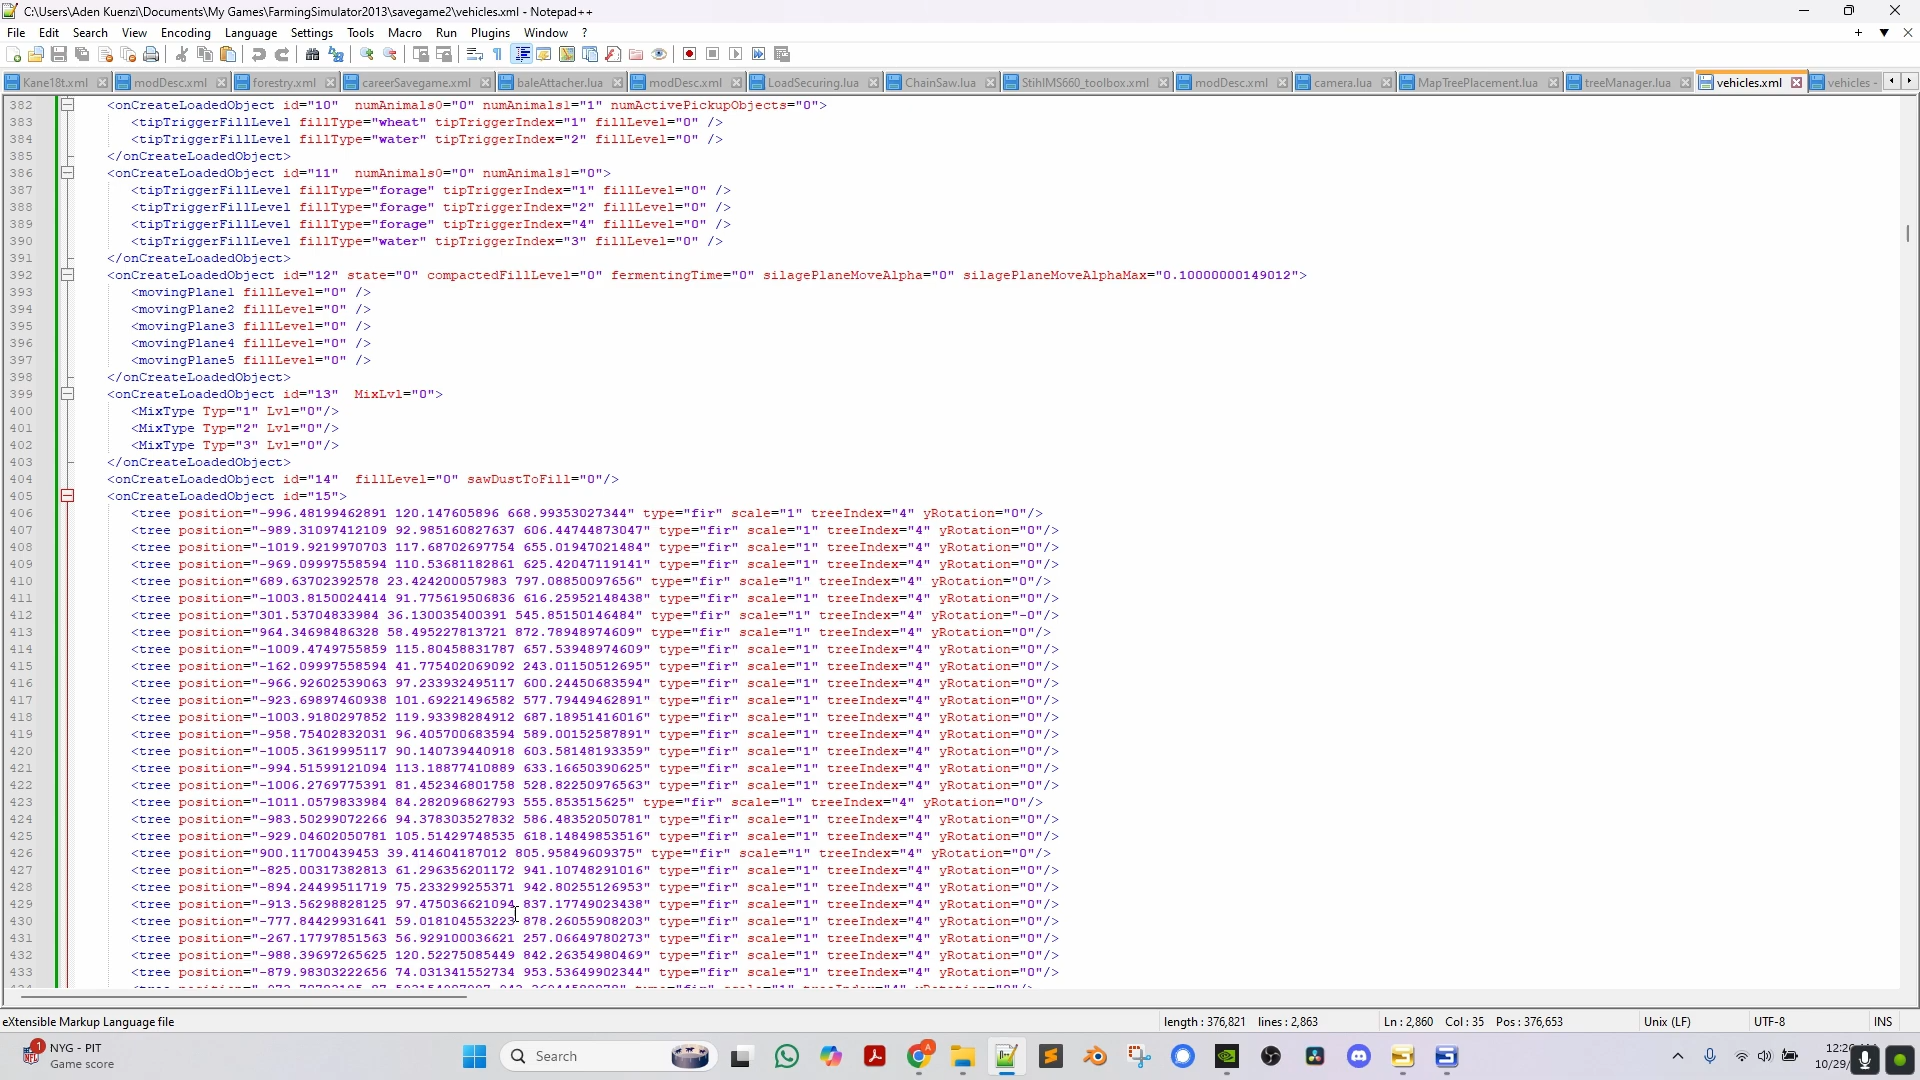 C:\Users\Aden Kuenzi\Documents\My Games\FarmingSimulator2013\savegame2\vehicles.xml - Notepad++
File Edit Search View Encoding Language Settings Tools Macro Run Plugins Window ?
Kane18t.xml modDesc.xml forestry.xml careerSavegame.xml baleAttacher.lua modDesc.xml LoadSecuring.lua ChainSaw.lua StihlMS660_toolbox.xml modDesc.xml camera.lua MapTreePlacement.lua treeManager.lua vehicles.xml vehicles -
382 <onCreateLoadedObject id="10"  numAnimals0="0" numAnimals1="1" numActivePickupObjects="0">
383 <tipTriggerFillLevel fillType="wheat" tipTriggerIndex="1" fillLevel="0" />
384 <tipTriggerFillLevel fillType="water" tipTriggerIndex="2" fillLevel="0" />
385 </onCreateLoadedObject>
386 <onCreateLoadedObject id="11"  numAnimals0="0" numAnimals1="0">
387 <tipTriggerFillLevel fillType="forage" tipTriggerIndex="1" fillLevel="0" />
388 <tipTriggerFillLevel fillType="forage" tipTriggerIndex="2" fillLevel="0" />
389 <tipTriggerFillLevel fillType="forage" tipTriggerIndex="4" fillLevel="0" />
390 <tipTriggerFillLevel fillType="water" tipTriggerIndex="3" fillLevel="0" />
391 </onCreateLoadedObject>
392 <onCreateLoadedObject id="12" state="0" compactedFillLevel="0" fermentingTime="0" silagePlaneMoveAlpha="0" silagePlaneMoveAlphaMax="0.10000000149012">
393 <movingPlane1 fillLevel="0" />
394 <movingPlane2 fillLevel="0" />
395 <movingPlane3 fillLevel="0" />
396 <movingPlane4 fillLevel="0" />
397 <movingPlane5 fillLevel="0" />
398 </onCreateLoadedObject>
399 <onCreateLoadedObject id="13"  MixLvl="0">
400 <MixType Typ="1" Lvl="0"/>
401 <MixType Typ="2" Lvl="0"/>
402 <MixType Typ="3" Lvl="0"/>
403 </onCreateLoadedObject>
404 <onCreateLoadedObject id="14"  fillLevel="0" sawDustToFill="0"/>
405 <onCreateLoadedObject id="15">
406 <tree position="-996.48199462891 120.147605896 668.99353027344" type="fir" scale="1" treeIndex="4" yRotation="0"/>
407 <tree position="-989.31097412109 92.985160827637 606.44744873047" type="fir" scale="1" treeIndex="4" yRotation="0"/>
408 <tree position="-1019.9219970703 117.68702697754 655.01947021484" type="fir" scale="1" treeIndex="4" yRotation="0"/>
409 <tree position="-969.09997558594 110.53681182861 625.42047119141" type="fir" scale="1" treeIndex="4" yRotation="0"/>
410 <tree position="689.63702392578 23.424200057983 797.08850097656" type="fir" scale="1" treeIndex="4" yRotation="0"/>
411 <tree position="-1003.8150024414 91.775619506836 616.25952148438" type="fir" scale="1" treeIndex="4" yRotation="0"/>
412 <tree position="301.53704833984 36.130035400391 545.85150146484" type="fir" scale="1" treeIndex="4" yRotation="-0"/>
413 <tree position="964.34698486328 58.495227813721 872.78948974609" type="fir" scale="1" treeIndex="4" yRotation="0"/>
414 <tree position="-1009.4749755859 115.80458831787 657.53948974609" type="fir" scale="1" treeIndex="4" yRotation="0"/>
415 <tree position="-162.09997558594 41.775402069092 243.01150512695" type="fir" scale="1" treeIndex="4" yRotation="0"/>
416 <tree position="-966.92602539063 97.233932495117 600.24450683594" type="fir" scale="1" treeIndex="4" yRotation="0"/>
417 <tree position="-923.69897460938 101.69221496582 577.79449462891" type="fir" scale="1" treeIndex="4" yRotation="0"/>
418 <tree position="-1003.9180297852 119.93398284912 687.18951416016" type="fir" scale="1" treeIndex="4" yRotation="0"/>
419 <tree position="-958.75402832031 96.405700683594 589.00152587891" type="fir" scale="1" treeIndex="4" yRotation="0"/>
420 <tree position="-1005.3619995117 90.140739440918 603.58148193359" type="fir" scale="1" treeIndex="4" yRotation="0"/>
421 <tree position="-994.51599121094 113.18877410889 633.16650390625" type="fir" scale="1" treeIndex="4" yRotation="0"/>
422 <tree position="-1006.2769775391 81.452346801758 528.82250976563" type="fir" scale="1" treeIndex="4" yRotation="0"/>
423 <tree position="-1011.0579833984 84.282096862793 555.853515625" type="fir" scale="1" treeIndex="4" yRotation="0"/>
424 <tree position="-983.50299072266 94.378303527832 586.48352050781" type="fir" scale="1" treeIndex="4" yRotation="0"/>
425 <tree position="-929.04602050781 105.51429748535 618.14849853516" type="fir" scale="1" treeIndex="4" yRotation="0"/>
426 <tree position="900.11700439453 39.414604187012 805.95849609375" type="fir" scale="1" treeIndex="4" yRotation="0"/>
427 <tree position="-825.00317382813 61.296356201172 941.10748291016" type="fir" scale="1" treeIndex="4" yRotation="0"/>
428 <tree position="-894.24499511719 75.233299255371 942.80255126953" type="fir" scale="1" treeIndex="4" yRotation="0"/>
429 <tree position="-913.56298828125 97.475036621094 837.17749023438" type="fir" scale="1" treeIndex="4" yRotation="0"/>
430 <tree position="-777.84429931641 59.018104553223 878.26055908203" type="fir" scale="1" treeIndex="4" yRotation="0"/>
431 <tree position="-267.17797851563 56.929100036621 257.06649780273" type="fir" scale="1" treeIndex="4" yRotation="0"/>
432 <tree position="-988.39697265625 120.52275085449 842.26354980469" type="fir" scale="1" treeIndex="4" yRotation="0"/>
433 <tree position="-879.98303222656 74.031341552734 953.53649902344" type="fir" scale="1" treeIndex="4" yRotation="0"/>
eXtensible Markup Language file length : 376,821 lines : 2,863 Ln : 2,860 Col : 35 Pos : 376,653 Unix (LF) UTF-8 INS
1 NYG - PIT
Game score
Search
12:2
10/29/